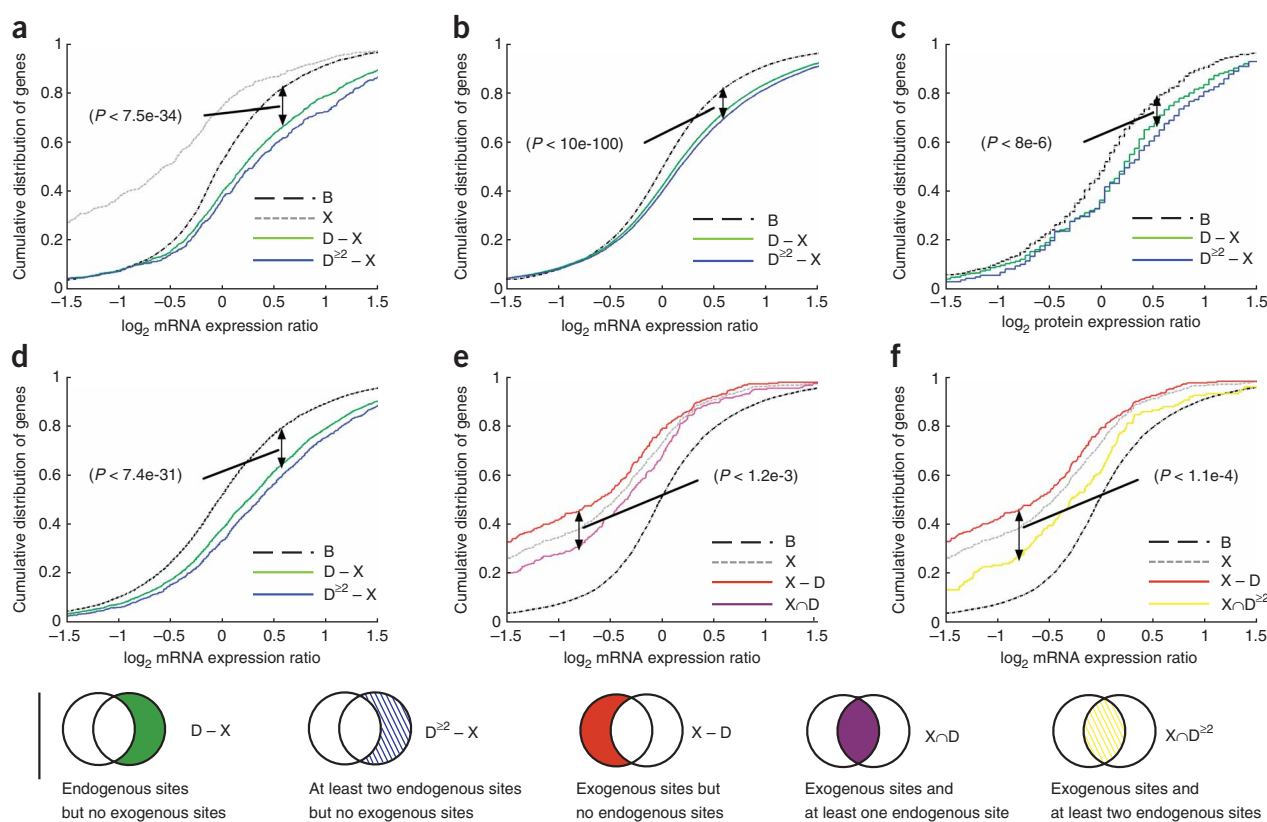 a
Cumulative distribution of genes
1
0.8
0.6
0.4
0.2
0
(P < 7.5e-34)
B
X
D – X
D≥2 – X
–1.5 –1 –0.5 0 0.5 1 1.5
log2 mRNA expression ratio
b
Cumulative distribution of genes
1
0.8
0.6
0.4
0.2
0
(P < 10e-100)
B
D – X
D≥2 – X
–1.5 –1 –0.5 0 0.5 1 1.5
log2 mRNA expression ratio
c
Cumulative distribution of genes
1
0.8
0.6
0.4
0.2
0
(P < 8e-6)
B
D – X
D≥2 – X
–1.5 –1 –0.5 0 0.5 1 1.5
log2 protein expression ratio
d
Cumulative distribution of genes
1
0.8
0.6
0.4
0.2
0
(P < 7.4e-31)
B
D – X
D≥2 – X
–1.5 –1 –0.5 0 0.5 1 1.5
log2 mRNA expression ratio
e
Cumulative distribution of genes
1
0.8
0.6
0.4
0.2
0
(P < 1.2e-3)
B
X
X – D
X∩D
–1.5 –1 –0.5 0 0.5 1 1.5
log2 mRNA expression ratio
f
Cumulative distribution of genes
1
0.8
0.6
0.4
0.2
0
(P < 1.1e-4)
B
X
X – D
X∩D≥2
–1.5 –1 –0.5 0 0.5 1 1.5
log2 mRNA expression ratio
D – X
Endogenous sites
but no exogenous sites
D≥2 – X
At least two endogenous sites
but no exogenous sites
X – D
Exogenous sites but
no endogenous sites
X∩D
Exogenous sites and
at least one endogenous site
X∩D≥2
Exogenous sites and
at least two endogenous sites